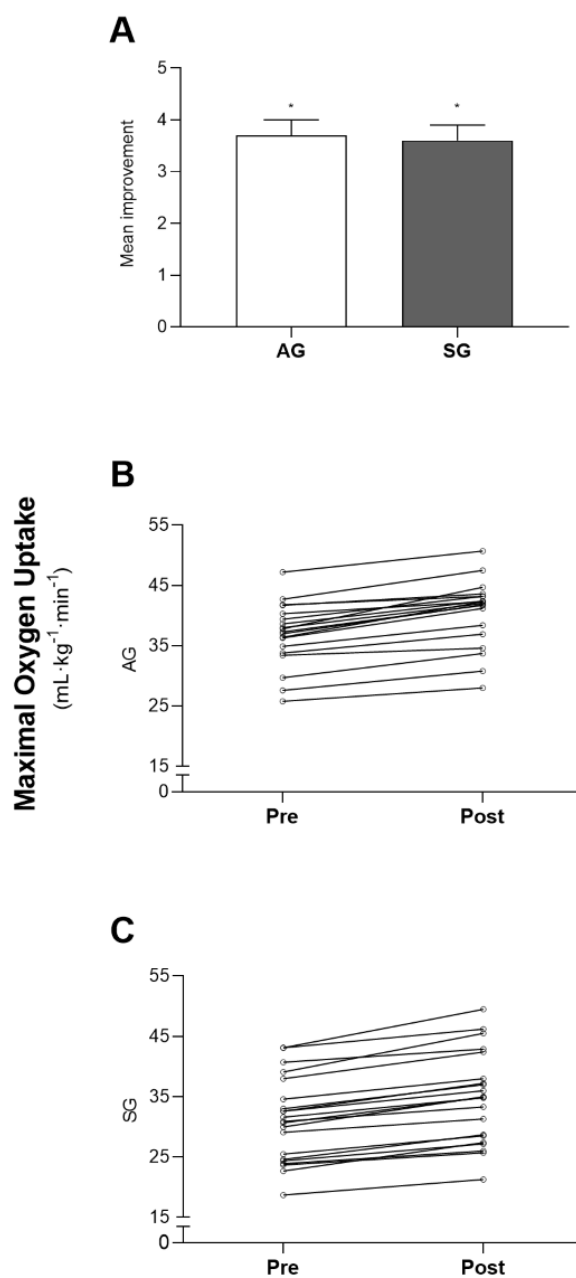 A
5
4
3
2
1
0
Mean improvement
*
*
AG
SG
Maximal Oxygen Uptake
(mL·kg⁻¹·min⁻¹)
B
55
45
35
25
15
0
AG
Pre
Post
C
55
45
35
25
15
0
SG
Pre
Post